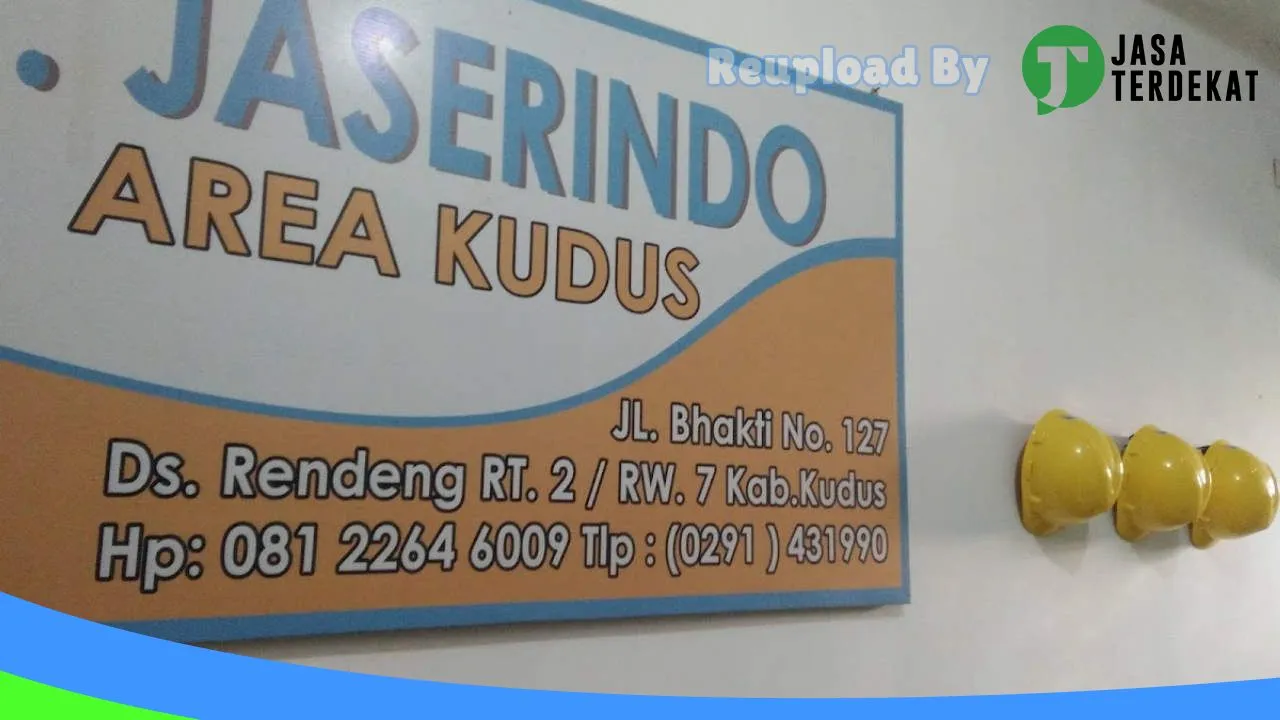 Reupload By
JASA
TERDEKAT
. JASERINDO
AREA KUDUS
JL. Bhakti No. 127
Ds. Rendeng RT. 2 / RW. 7 Kab.Kudus
Hp: 081 2264 6009 Tlp : (0291 ) 431990